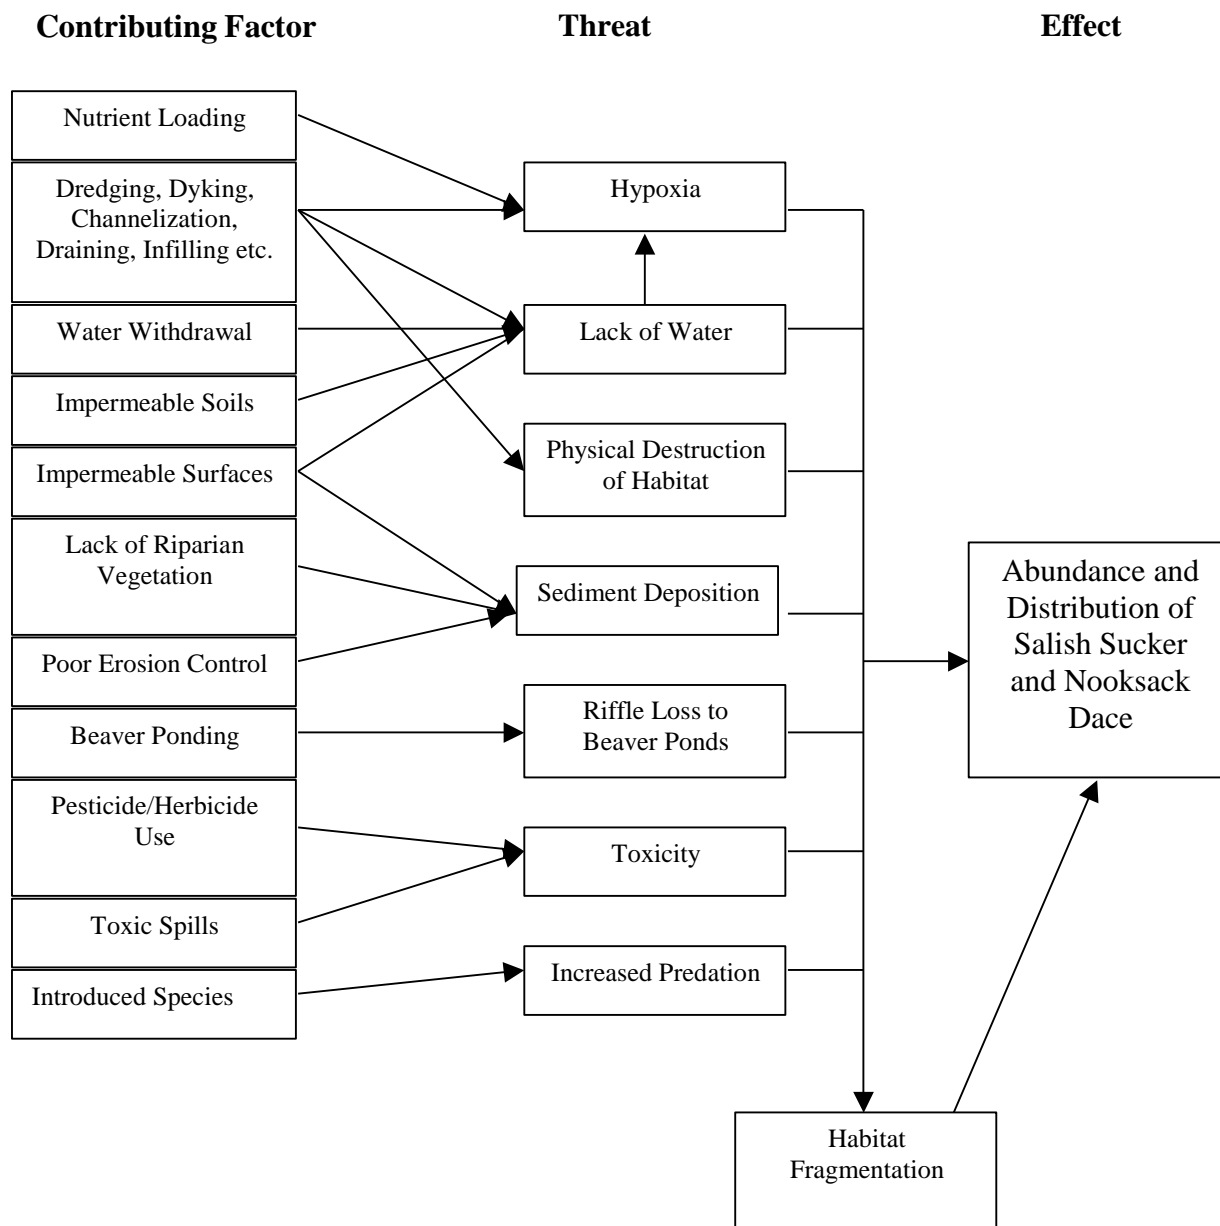 Contributing Factor
Threat
Effect
Nutrient Loading
Dredging, Dyking,
Channelization,
Draining, Infilling etc.
Water Withdrawal
Impermeable Soils
Impermeable Surfaces
Lack of Riparian
Vegetation
Poor Erosion Control
Beaver Ponding
Pesticide/Herbicide
Use
Toxic Spills
Introduced Species
Hypoxia
Lack of Water
Physical Destruction
of Habitat
Sediment Deposition
Riffle Loss to
Beaver Ponds
Toxicity
Increased Predation
Habitat
Fragmentation
Abundance and
Distribution of
Salish Sucker
and Nooksack
Dace